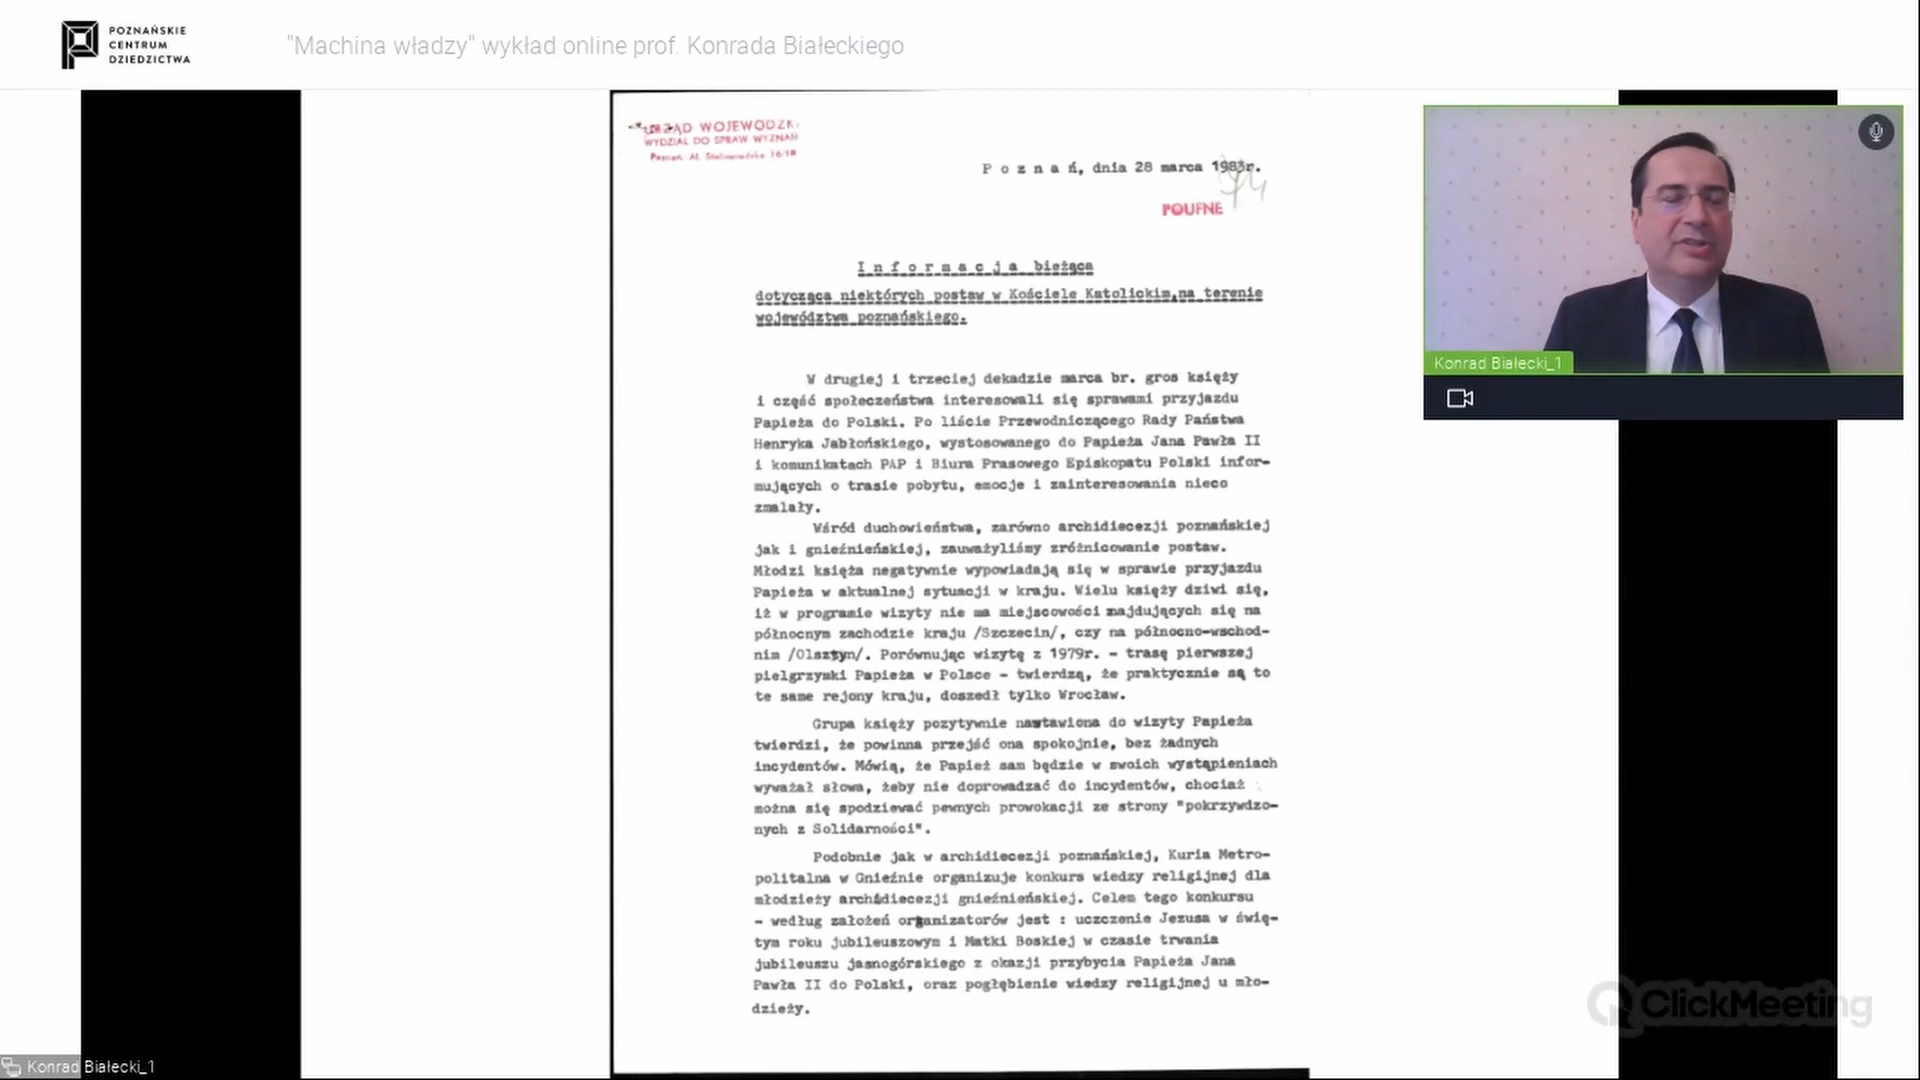 POZNAŃSKIE
CENTRUM
DZIEDZICTWA
"Machina władzy" wykład online prof. Konrada Białeckiego
URZĄD WOJEWÓDZKI
WYDZIAŁ DO SPRAW WYZNAŃ
Poznań, Al. 16/18
P o z n a ń, dnia 28 marca 1983r.
POUFNE
I n f o r m a c j a bieżąca
dotycząca niektórych postaw w Kościele Katolickim,na terenie
województwa poznańskiego.
W drugiej i trzeciej dekadzie marca br. gros księży
i część społeczeństwa interesowali się sprawami przyjazdu
Papieża do Polski. Po liście Przewodniczącego Rady Państwa
Henryka Jabłońskiego, wystosowanego do Papieża Jana Pawła II
i komunikatach PAP i Biura Prasowego Episkopatu Polski infor-
mujących o trasie pobytu, emocje i zainteresowania nieco
zmalały.
Wśród duchowieństwa, zarówno archidiecezji poznańskiej
jak i gnieźnieńskiej, zauważyliśmy zróżnicowanie postaw.
Młodzi księża negatywnie wypowiadają się w sprawie przyjazdu
Papieża w aktualnej sytuacji w kraju. Wielu księży dziwi się,
iż w programie wizyty nie ma miejscowości znajdujących się na
północnym zachodzie kraju /Szczecin/, czy na północno-wschod-
nim /Olsztyn/. Porównując wizytę z 1979r. - trasę pierwszej
pielgrzymki Papieża w Polsce - twierdzą, że praktycznie są to
te same rejony kraju, doszedł tylko Wrocław.
Grupa księży pozytywnie nastawiona do wizyty Papieża
twierdzi, że powinna przejść ona spokojnie, bez żadnych
incydentów. Mówią, że Papież sam będzie w swoich wystąpieniach
wyważał słowa, żeby nie doprowadzać do incydentów, chociaż
można się spodziewać pewnych prowokacji ze strony "pokrzywdzo-
nych z Solidarności".
Podobnie jak w archidiecezji poznańskiej, Kuria Metro-
politalna w Gnieźnie organizuje konkurs wiedzy religijnej dla
młodzieży archidiecezji gnieźnieńskiej. Celem tego konkursu
- według założeń organizatorów jest : uczczenie Jezusa w świę-
tym roku jubileuszowym i Matki Boskiej w czasie trwania
jubileuszu jasnogórskiego z okazji przybycia Papieża Jana
Pawła II do Polski, oraz pogłębienie wiedzy religijnej u mło-
dzieży.
Konrad Białecki_1
ClickMeeting
Konrad Białecki_1